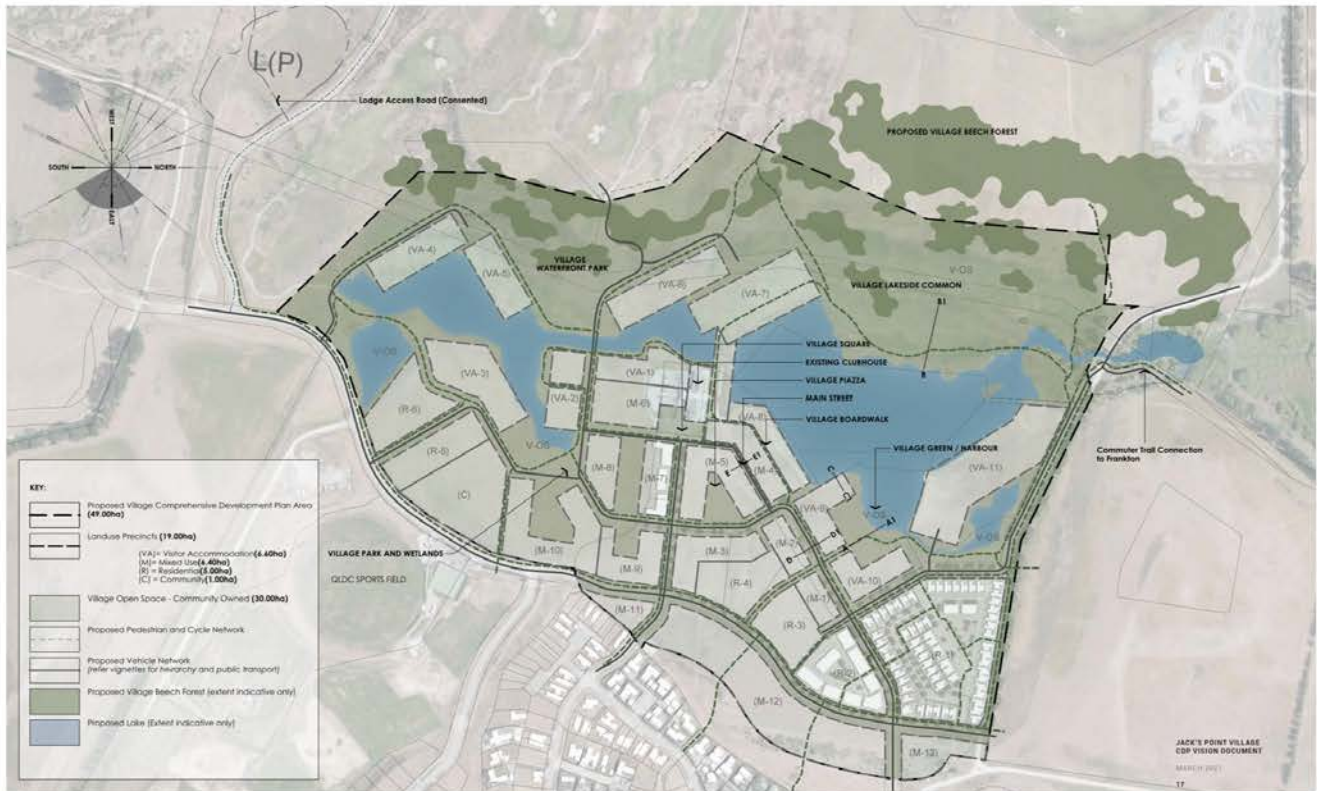 L(P)
Lodge Access Road (Consented)
WEST
SOUTH
NORTH
EAST
PROPOSED VILLAGE BEECH FOREST
(VA-4)
(VA-5)
VILLAGE
WATERFRONT PARK
(VA-6)
(VA-7)
V-OS
VILLAGE LAKESIDE COMMON
B1
B
VILLAGE SQUARE
EXISTING CLUBHOUSE
VILLAGE PIAZZA
MAIN STREET
VILLAGE BOARDWALK
VILLAGE GREEN / HARBOUR
Commuter Trail Connection
to Frankton
V-OS
(VA-3)
(VA-1)
(VA-2)
(M-6)
(R-6)
(VA-8)
(R-5)
V-OS
(M-8)
(M-7)
(M-5)
E
E1
(M-4)
C
(VA-11)
(C)
(VA-9)
V-OS
A1
V-OS
D
VILLAGE PARK AND WETLANDS
(M-10)
(M-9)
(M-3)
(M-2)
(R-4)
(VA-10)
(M-1)
QLDC SPORTS FIELD
(M-11)
(R-3)
(R-2)
(R-1)
(M-12)
(M-13)
KEY:
Proposed Village Comprehensive Development Plan Area
(49.00ha)
Landuse Precincts (19.00ha)
(VA)= Visitor Accommodation(6.60ha)
(M)= Mixed Use(6.40ha)
(R) = Residential(5.00ha)
(C) = Community(1.00ha)
Village Open Space - Community Owned (30.00ha)
Proposed Pedestrian and Cycle Network
Proposed Vehicle Network
(refer vignettes for heirarchy and public transport)
Proposed Village Beech Forest (extent indicative only)
Proposed Lake (Extent indicative only)
JACK'S POINT VILLAGE
CDP VISION DOCUMENT
MARCH 2021
17